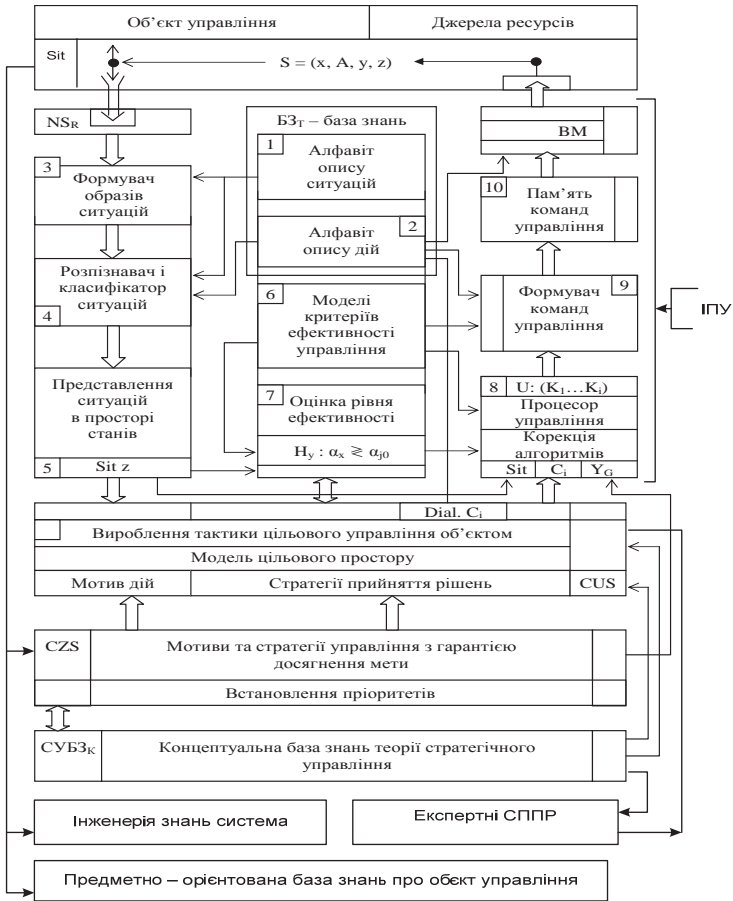 Об’єкт управління
Джерела ресурсів
Sit
S = (x, A, y, z)
NS_R
БЗ_Т – база знань
ВМ
1
Алфавіт
опису
ситуацій
3
Формувач
образів
ситуацій
10
Пам’ять
команд
управління
2
Алфавіт
опису дій
Розпізнавач і
класифікатор
ситуацій
4
6
Моделі
критеріїв
ефективності
управління
9
Формувач
команд
управління
ІПУ
Представлення
ситуацій
в просторі
станів
5
Sit z
7
Оцінка рівня
ефективності
H_y : α_x ≷ α_j0
8
U: (K_1…K_i)
Процесор
управління
Корекція
алгоритмів
Sit
C_i
Y_G
Dial. C_i
Вироблення тактики цільового управління об’єктом
Модель цільового простору
Мотив дій
Стратегії прийняття рішень
CUS
CZS
Мотиви та стратегії управління з гарантією
досягнення мети
Встановлення пріоритетів
СУБЗ_К
Концептуальна база знань теорії стратегічного
управління
Інженерія знань система
Експертні СППР
Предметно – орієнтована база знань про обєкт управління